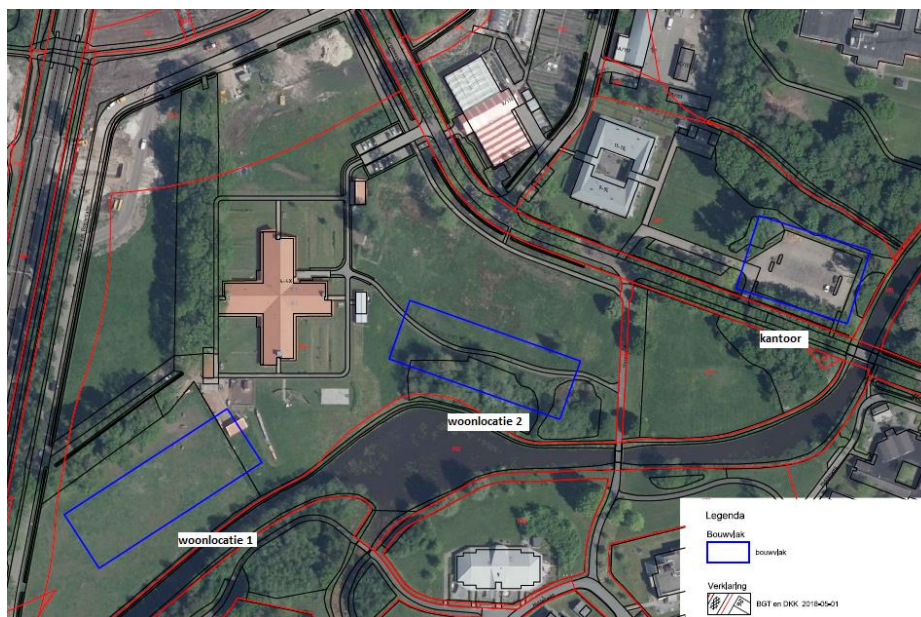 kantoor
woonlocatie 2
woonlocatie 1
Legenda
Bouwvlak
bouwvlak
Verklaring
BGT en DKK 2018-05-01